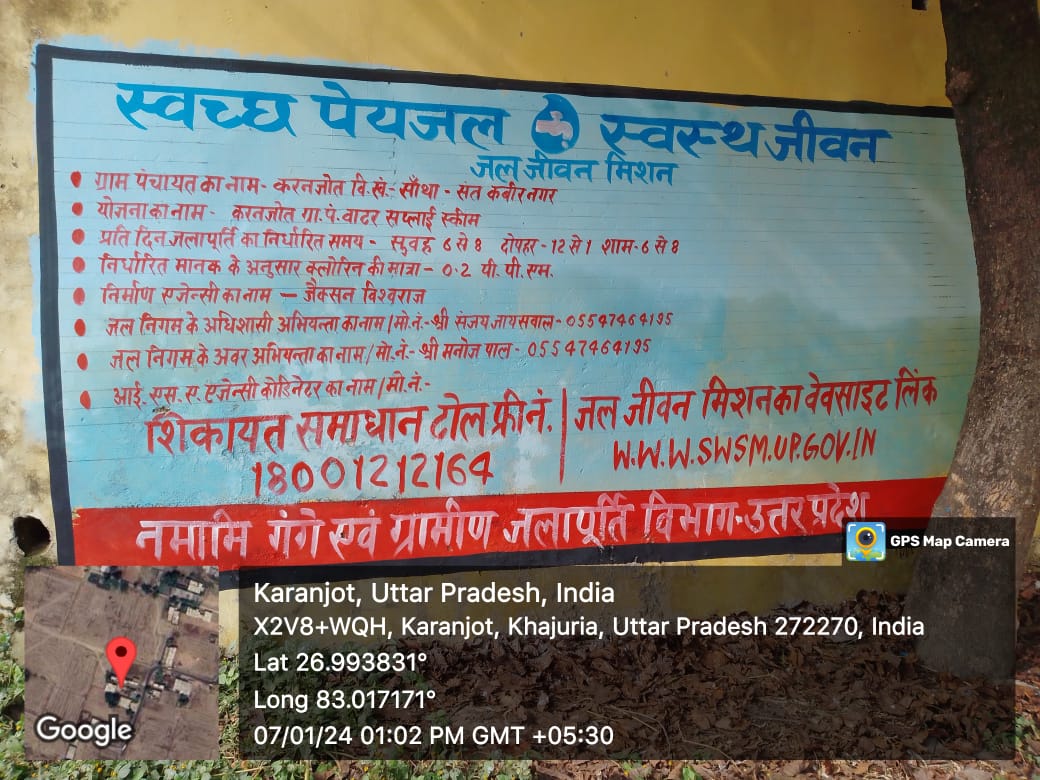 स्वच्छ पेयजल स्वस्थ जीवन
जल जीवन मिशन
ग्राम पंचायत का नाम- करनजोत वि.खं.- साँथा - संत कबीर नगर
योजना का नाम - करनजोत ग्रा.पं. वाटर सप्लाई स्कीम
प्रति दिन जलापूर्ति का निर्धारित समय - सुवह 6 से 8 दोपहर - 12 से 1 शाम - 6 से 8
निर्धारित मानक के अनुसार क्लोरिन की मात्रा - 0.2 पी. पी. एम.
निर्माण एजेन्सी का नाम — जैक्सन विश्वराज
जल निगम के अधिशासी अभियन्ता का नाम / मो.नं.- श्री संजय जायसवाल - 05547464195
जल निगम के अवर अभियन्ता का नाम / मो.नं.- श्री मनोज पाल - 05547464195
आई. एस. ए. एजेन्सी कोडिनेटर का नाम / मो.नं.-
शिकायत समाधान टोल फ्री नं.
18001212164
जल जीवन मिशन का वेवसाइट लिंक
W.W.W.SWSM.UP.GOV.IN
नमामि गंगे एवं ग्रामीण जलापूर्ति विभाग-उत्तर प्रदेश
GPS Map Camera
Karanjot, Uttar Pradesh, India
X2V8+WQH, Karanjot, Khajuria, Uttar Pradesh 272270, India
Lat 26.993831°
Long 83.017171°
07/01/24 01:02 PM GMT +05:30
Google